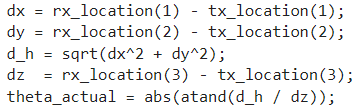 dx = rx_location(1) - tx_location(1);
dy = rx_location(2) - tx_location(2);
d_h = sqrt(dx^2 + dy^2);
dz  = rx_location(3) - tx_location(3);
theta_actual = abs(atand(d_h / dz));